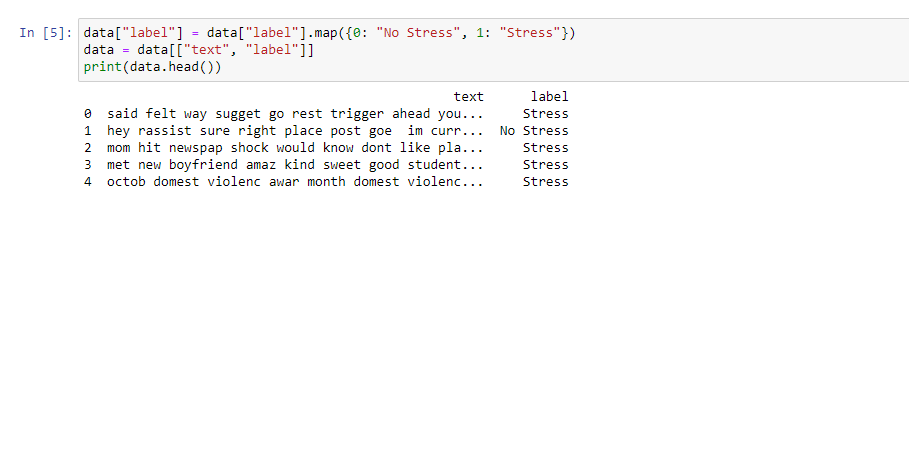 In [5]: data["label"] = data["label"].map({0: "No Stress", 1: "Stress"})
data = data[["text", "label"]]
print(data.head())
text label
0 said felt way sugget go rest trigger ahead you... Stress
1 hey rassist sure right place post goe  im curr... No Stress
2 mom hit newspap shock would know dont like pla... Stress
3 met new boyfriend amaz kind sweet good student... Stress
4 octob domest violenc awar month domest violenc... Stress